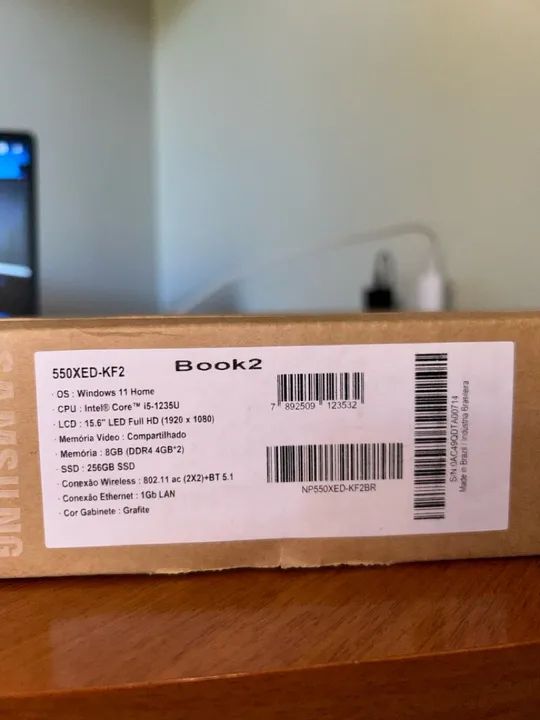 550XED-KF2
Book2
· OS : Windows 11 Home
· CPU : Intel® Core™ i5-1235U
· LCD : 15.6" LED Full HD (1920 x 1080)
· Memória Vídeo : Compartilhado
· Memória : 8GB (DDR4 4GB*2)
· SSD : 256GB SSD
· Conexão Wireless : 802.11 ac (2X2)+BT 5.1
· Conexão Ethernet : 1Gb LAN
· Cor Gabinete : Grafite
7 892509 123532
NP550XED-KF2BR
S/N:0AC49QDTA00714
Made in Brazil / Indústria Brasileira
SAMSUNG